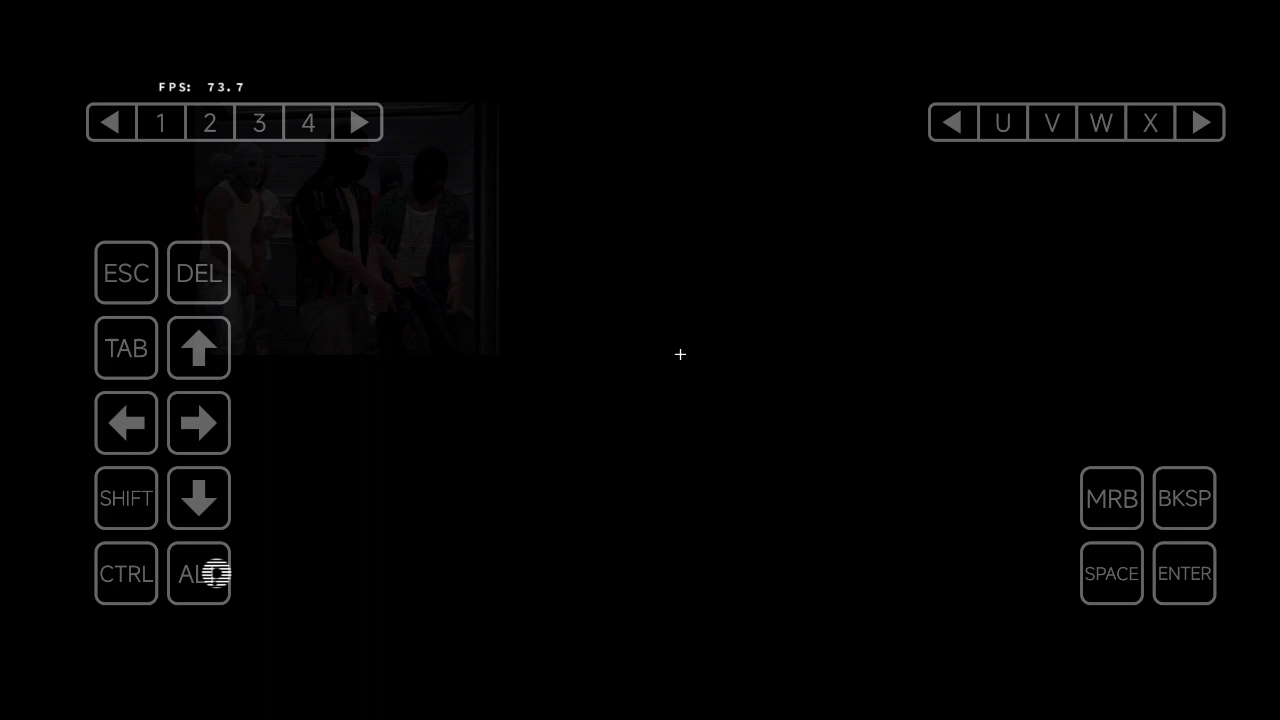 FPS: 73.7
1 2 3 4
U V W X
ESC DEL
TAB
SHIFT
MRB BKSP
CTRL
SPACE ENTER